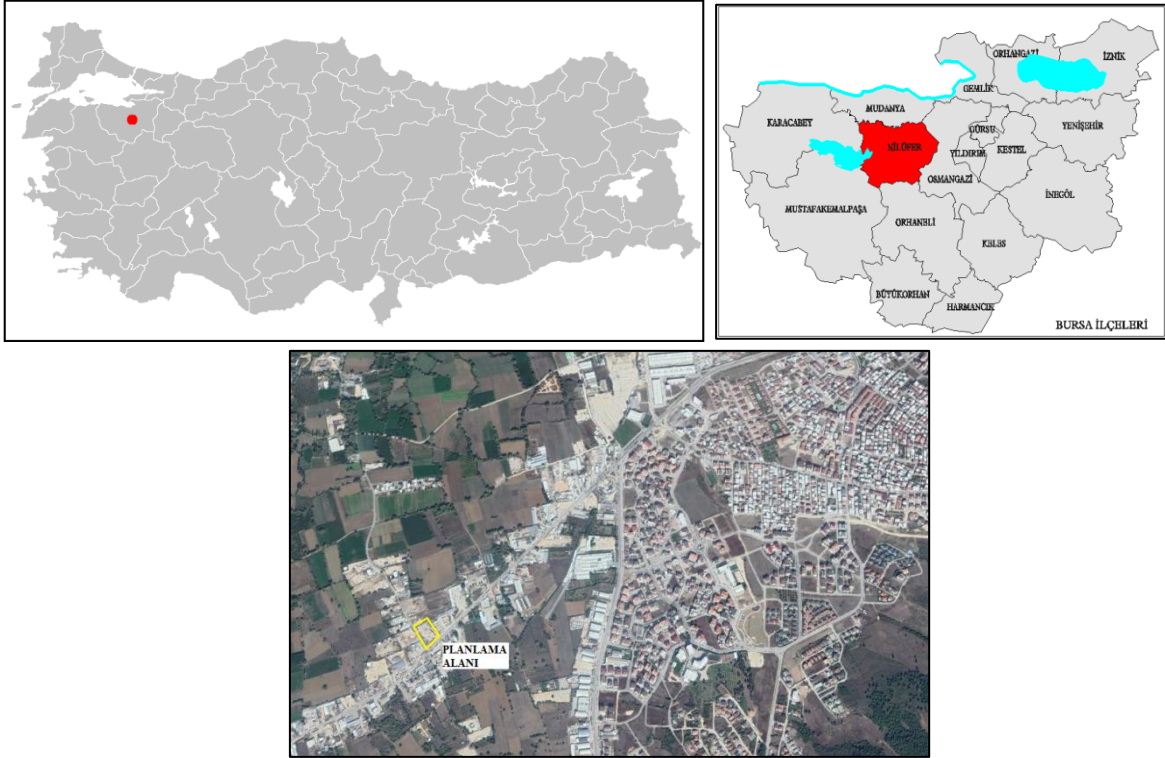 ORHANGAZİ
İZNİK
GEMLİK
MUDANYA
KARACABEY
GÜRSU
YENİŞEHİR
NİLÜFER
YILDIRIM
KESTEL
OSMANGAZİ
İNEGÖL
MUSTAFAKEMALPAŞA
ORHANELİ
KELES
BÜYÜKORHAN
HARMANCIK
BURSA İLÇELERİ
PLANLAMA
ALANI